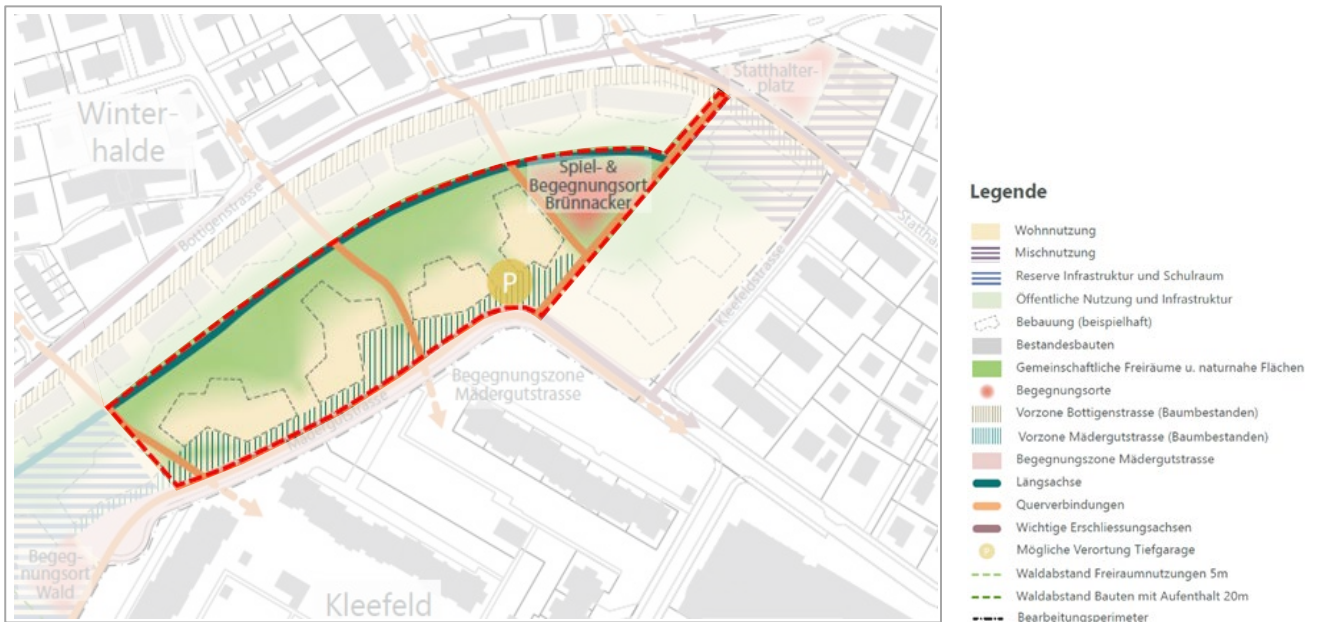 Winter-
halde
Statthalter-
platz
Bottigenstrasse
Spiel- &
Begegnungsort
Brünnacker
P
Kleefeldstrasse
Begegnungszone
Mädergutstrasse
Mädergutstrasse
Begeg-
nungsort
Wald
Kleefeld
Legende
Wohnnutzung
Mischnutzung
Reserve Infrastruktur und Schulraum
Öffentliche Nutzung und Infrastruktur
Bebauung (beispielhaft)
Bestandesbauten
Gemeinschaftliche Freiräume u. naturnahe Flächen
Begegnungsorte
Vorzone Bottigenstrasse (Baumbestanden)
Vorzone Mädergutstrasse (Baumbestanden)
Begegnungszone Mädergutstrasse
Längsachse
Querverbindungen
Wichtige Erschliessungsachsen
P Mögliche Verortung Tiefgarage
Waldabstand Freiraumnutzungen 5m
Waldabstand Bauten mit Aufenthalt 20m
Bearbeitungsperimeter